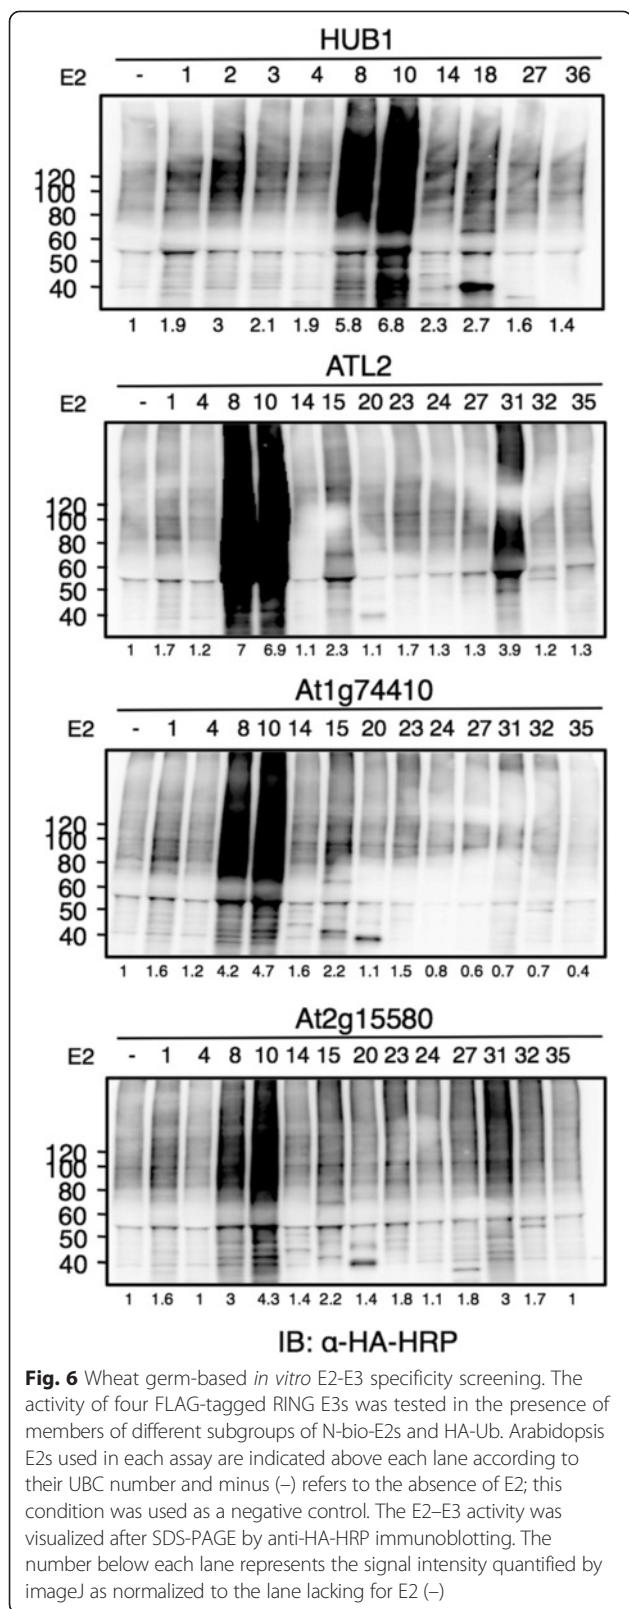 HUB1
E2 - 1 2 3 4 8 10 14 18 27 36
120
100
80
60
50
40
1 1.9 3 2.1 1.9 5.8 6.8 2.3 2.7 1.6 1.4
ATL2
E2 - 1 4 8 10 14 15 20 23 24 27 31 32 35
120
100
80
60
50
40
1 1.7 1.2 7 6.9 1.1 2.3 1.1 1.7 1.3 1.3 3.9 1.2 1.3
At1g74410
E2 - 1 4 8 10 14 15 20 23 24 27 31 32 35
120
100
80
60
50
40
1 1.6 1.2 4.2 4.7 1.6 2.2 1.1 1.5 0.8 0.6 0.7 0.7 0.4
At2g15580
E2 - 1 4 8 10 14 15 20 23 24 27 31 32 35
120
100
80
60
50
40
1 1.6 1 3 4.3 1.4 2.2 1.4 1.8 1.1 1.8 3 1.7 1
IB: α-HA-HRP
Fig. 6 Wheat germ-based in vitro E2-E3 specificity screening. The
activity of four FLAG-tagged RING E3s was tested in the presence of
members of different subgroups of N-bio-E2s and HA-Ub. Arabidopsis
E2s used in each assay are indicated above each lane according to
their UBC number and minus (–) refers to the absence of E2; this
condition was used as a negative control. The E2–E3 activity was
visualized after SDS-PAGE by anti-HA-HRP immunoblotting. The
number below each lane represents the signal intensity quantified by
imageJ as normalized to the lane lacking for E2 (–)